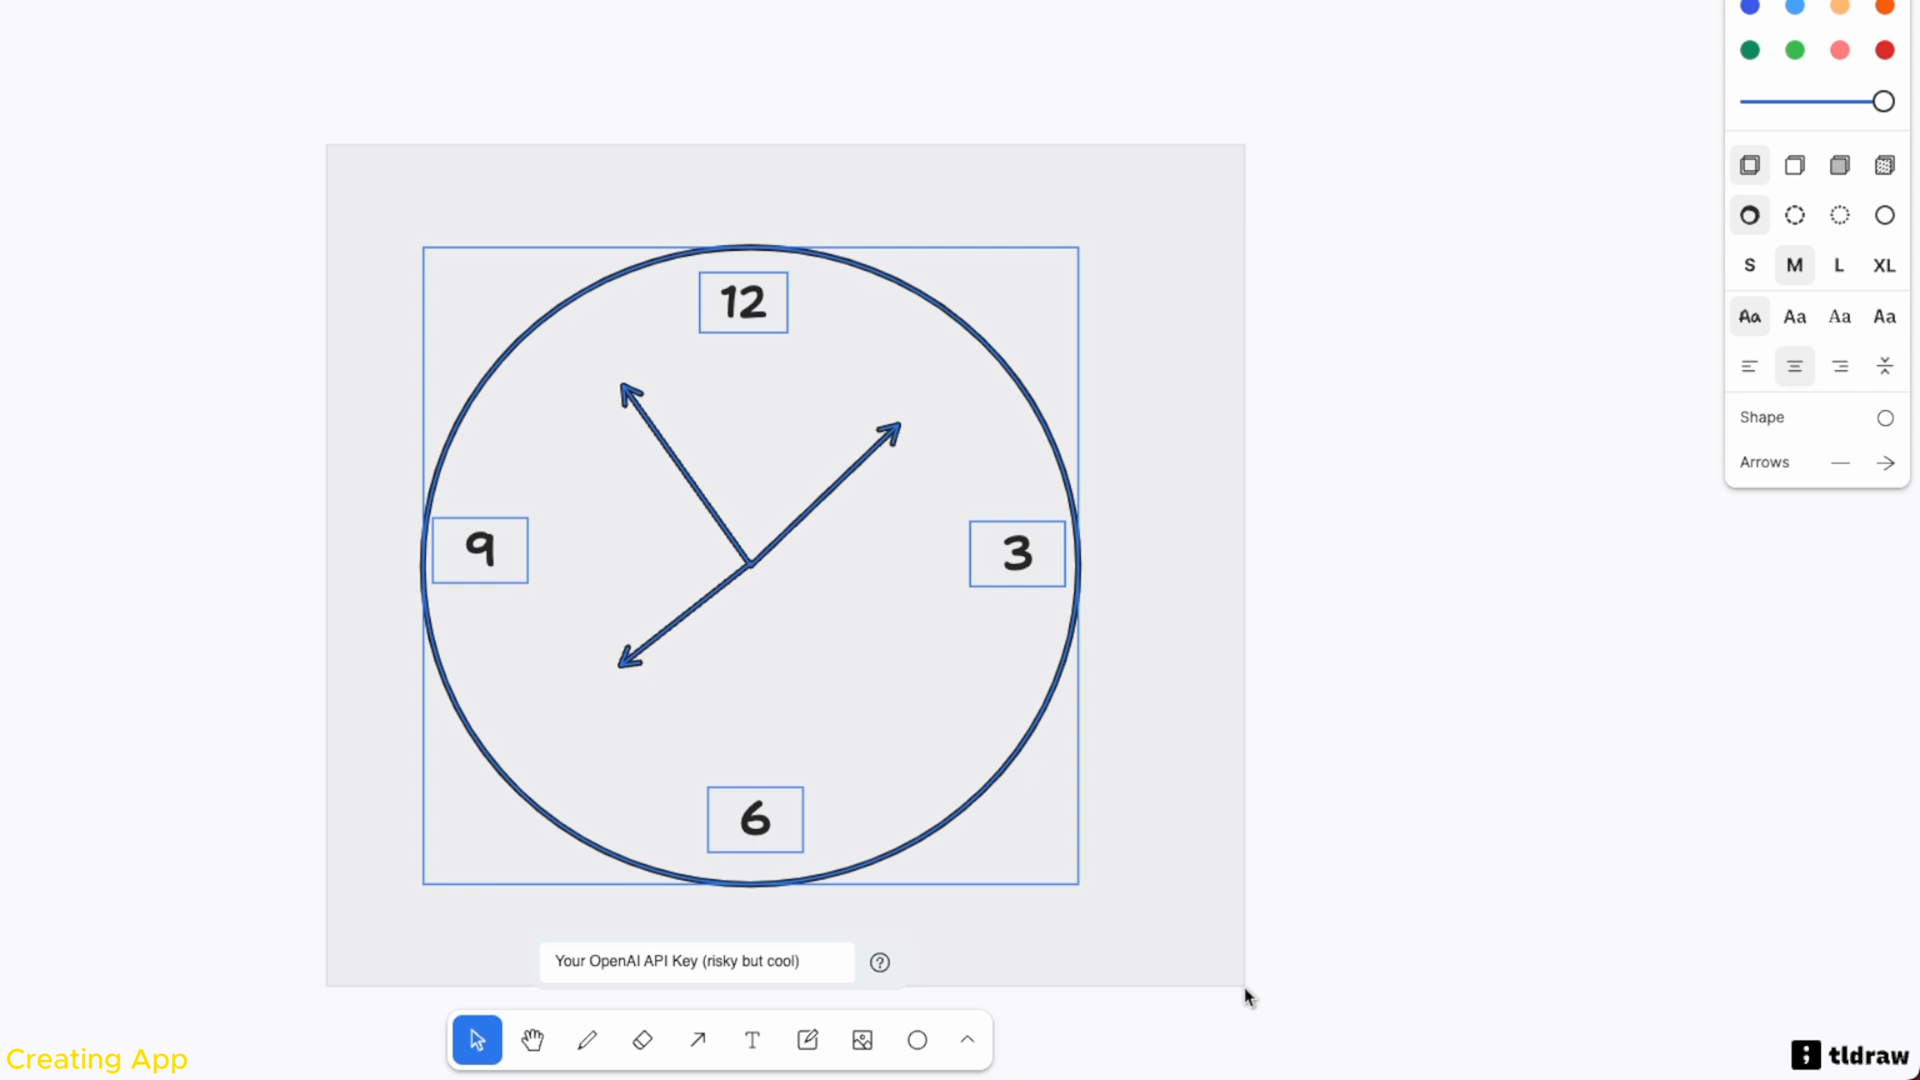 S M L XL
Aa Aa Aa Aa
Shape
Arrows
12
9
3
6
Your OpenAI API Key (risky but cool)
?
T
Creating App
tldraw